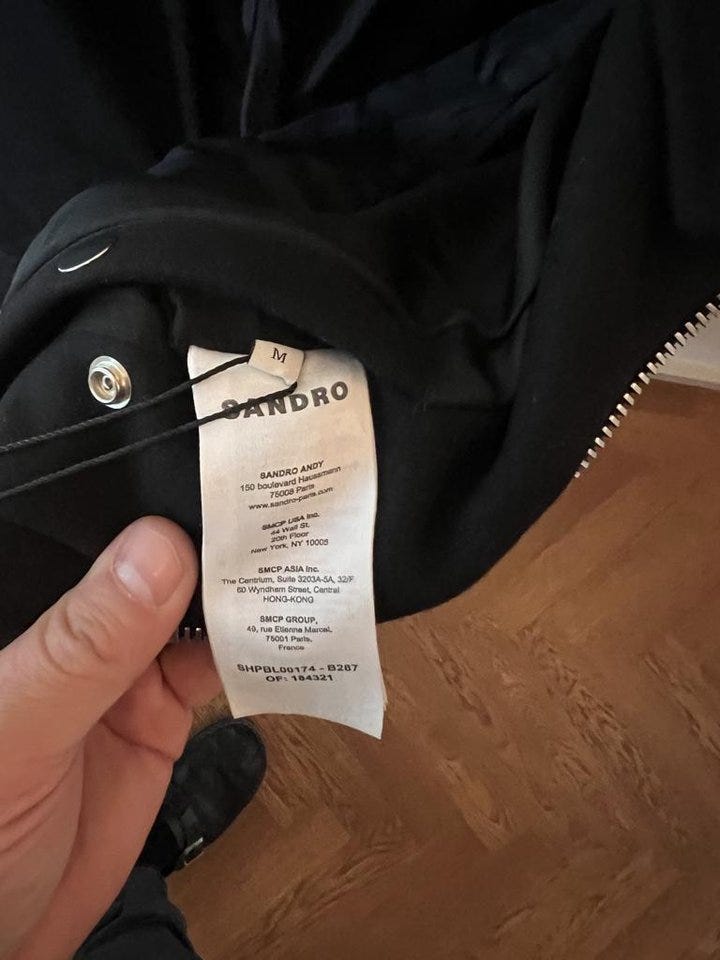 M
SANDRO
SANDRO ANDY
150 boulevard Haussmann
75008 Paris
www.sandro-paris.com
SMCP USA Inc.
44 Wall St.
20th Floor
New York, NY 10005
SMCP ASIA Inc.
The Centrium, Suite 3203A-5A, 32/F
60 Wyndham Street, Central
HONG-KONG
SMCP GROUP,
49, rue Etienne Marcel,
75001 Paris,
France
SHPBL00174 - B267
OF: 184321